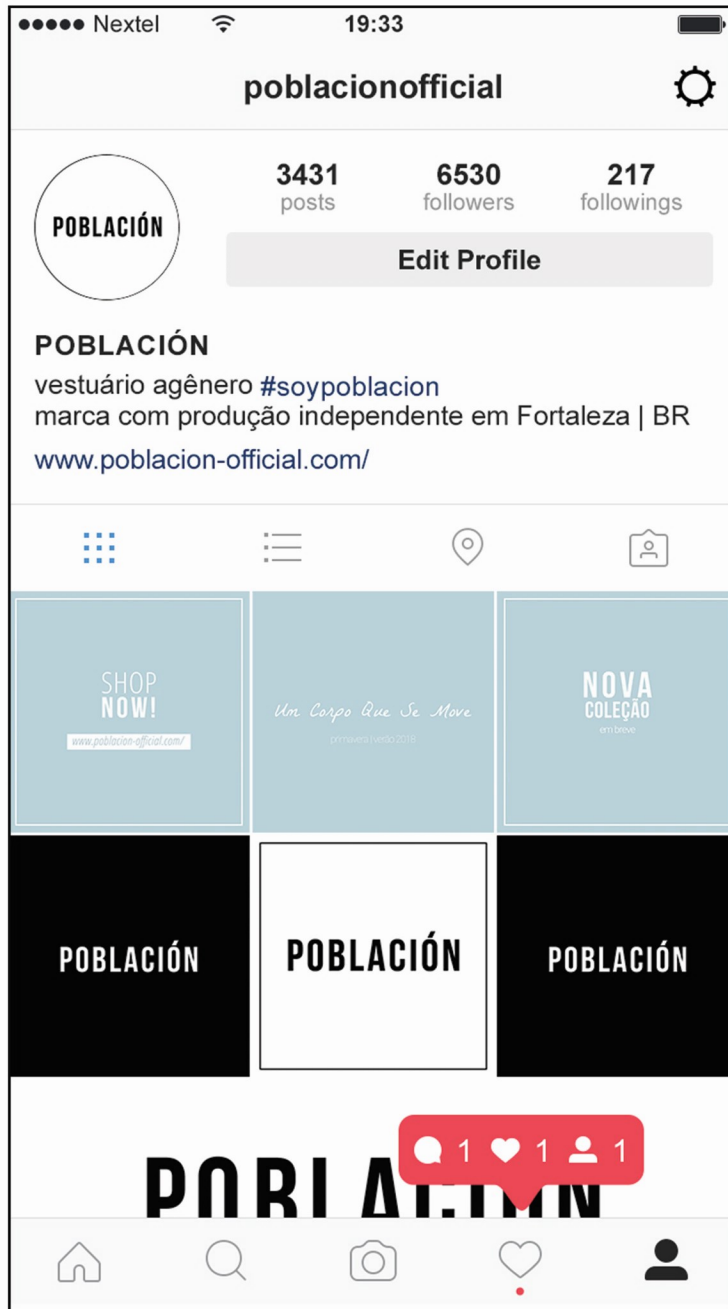 Nextel 19:33
poblacionofficial
POBLACIÓN
3431 6530 217
posts followers followings
Edit Profile
POBLACIÓN
vestuário agênero #soypoblacion
marca com produção independente em Fortaleza | BR
www.poblacion-official.com/
SHOP
NOW!
www.poblacion-official.com/
Um Corpo Que Se Move
primavera | verão 2018
NOVA
COLEÇÃO
em breve
POBLACIÓN
POBLACIÓN
POBLACIÓN
1 1 1
POBLACIÓN